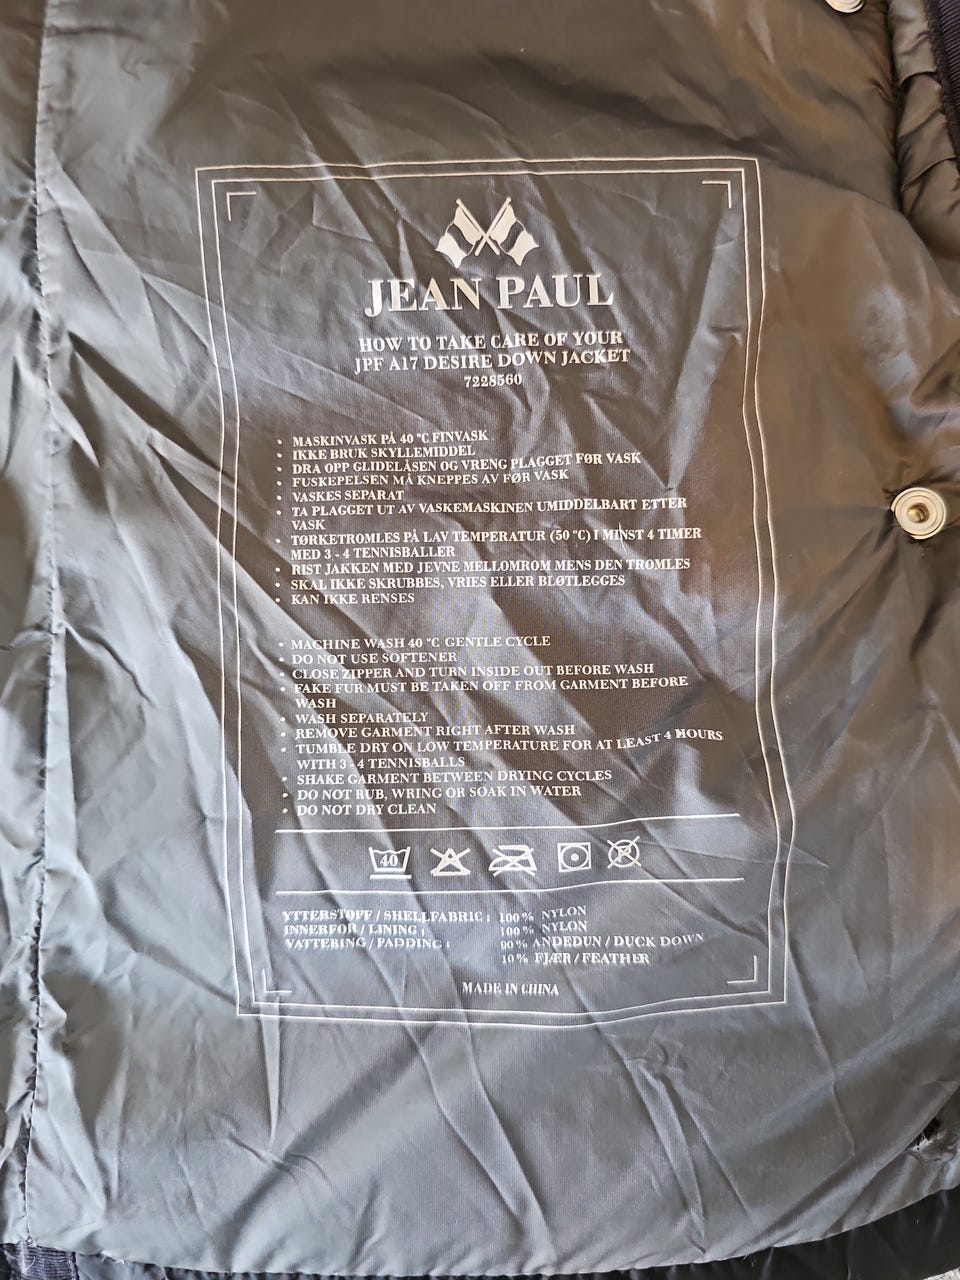 JEAN PAUL
HOW TO TAKE CARE OF YOUR
JPF A17 DESIRE DOWN JACKET
7228560
• MASKINVASK PÅ 40 °C FINVASK
• IKKE BRUK SKYLLEMIDDEL
• DRA OPP GLIDELÅSEN OG VRENG PLAGGET FØR VASK
• FUSKEPELSEN MÅ KNEPPES AV FØR VASK
• VASKES SEPARAT
• TA PLAGGET UT AV VASKEMASKINEN UMIDDELBART ETTER
VASK
• TØRKETROMLES PÅ LAV TEMPERATUR (50 °C) I MINST 4 TIMER
MED 3 - 4 TENNISBALLER
• RIST JAKKEN MED JEVNE MELLOMROM MENS DEN TROMLES
• SKAL IKKE SKRUBBES, VRIES ELLER BLØTLEGGES
• KAN IKKE RENSES
• MACHINE WASH 40 °C GENTLE CYCLE
• DO NOT USE SOFTENER
• CLOSE ZIPPER AND TURN INSIDE OUT BEFORE WASH
• FAKE FUR MUST BE TAKEN OFF FROM GARMENT BEFORE
WASH
• WASH SEPARATELY
• REMOVE GARMENT RIGHT AFTER WASH
• TUMBLE DRY ON LOW TEMPERATURE FOR AT LEAST 4 HOURS
WITH 3 - 4 TENNISBALLS
• SHAKE GARMENT BETWEEN DRYING CYCLES
• DO NOT RUB, WRING OR SOAK IN WATER
• DO NOT DRY CLEAN
40
YTTERSTOFF / SHELLFABRIC : 100 % NYLON
INNERFÔR / LINING : 100 % NYLON
VATTERING / PADDING : 90 % ANDEDUN / DUCK DOWN
10 % FJÆR / FEATHER
MADE IN CHINA